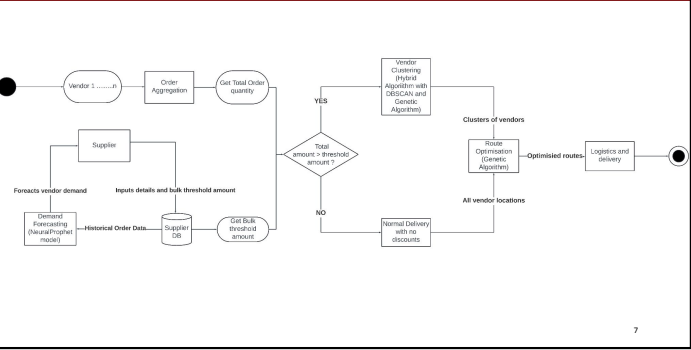 Vendor 1 ........n
Order
Aggregation
Get Total Order
quantity
Vendor
Clustering
(Hybrid
Algorithm with
DBSCAN and
Genetic
Algorithm)
YES
Clusters of vendors
Supplier
Total
amount > threshold
amount ?
Route
Optimisation
(Genetic
Algorithm)
Optimisied routes
Logistics and
delivery
Foreacts vendor demand
Inputs details and bulk threshold amount
All vendor locations
NO
Demand
Forecasting
(NeuralProphet
model)
Historical Order Data
Supplier
DB
Get Bulk
threshold
amount
Normal Delivery
with no
discounts
7